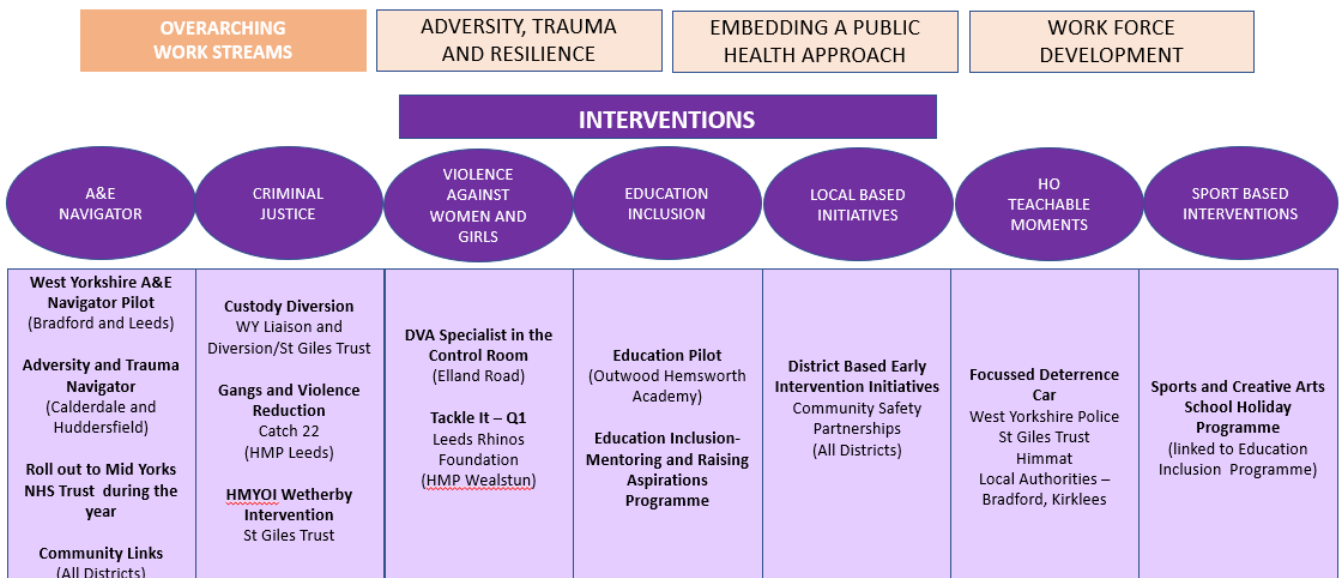 OVERARCHING
WORK STREAMS
ADVERSITY, TRAUMA
AND RESILIENCE
EMBEDDING A PUBLIC
HEALTH APPROACH
WORK FORCE
DEVELOPMENT
INTERVENTIONS
A&E
NAVIGATOR
CRIMINAL
JUSTICE
VIOLENCE
AGAINST
WOMEN AND
GIRLS
EDUCATION
INCLUSION
LOCAL BASED
INITIATIVES
HO
TEACHABLE
MOMENTS
SPORT BASED
INTERVENTIONS
West Yorkshire A&E
Navigator Pilot
(Bradford and Leeds)
Adversity and Trauma
Navigator
(Calderdale and
Huddersfield)
Roll out to Mid Yorks
NHS Trust during the
year
Community Links
(All Districts)
Custody Diversion
WY Liaison and
Diversion/St Giles Trust
Gangs and Violence
Reduction
Catch 22
(HMP Leeds)
HMYOI Wetherby
Intervention
St Giles Trust
DVA Specialist in the
Control Room
(Elland Road)
Tackle It – Q1
Leeds Rhinos
Foundation
(HMP Wealstun)
Education Pilot
(Outwood Hemsworth
Academy)
Education Inclusion-
Mentoring and Raising
Aspirations
Programme
District Based Early
Intervention Initiatives
Community Safety
Partnerships
(All Districts)
Focussed Deterrence
Car
West Yorkshire Police
St Giles Trust
Himmat
Local Authorities –
Bradford, Kirklees
Sports and Creative Arts
School Holiday
Programme
(linked to Education
Inclusion Programme)